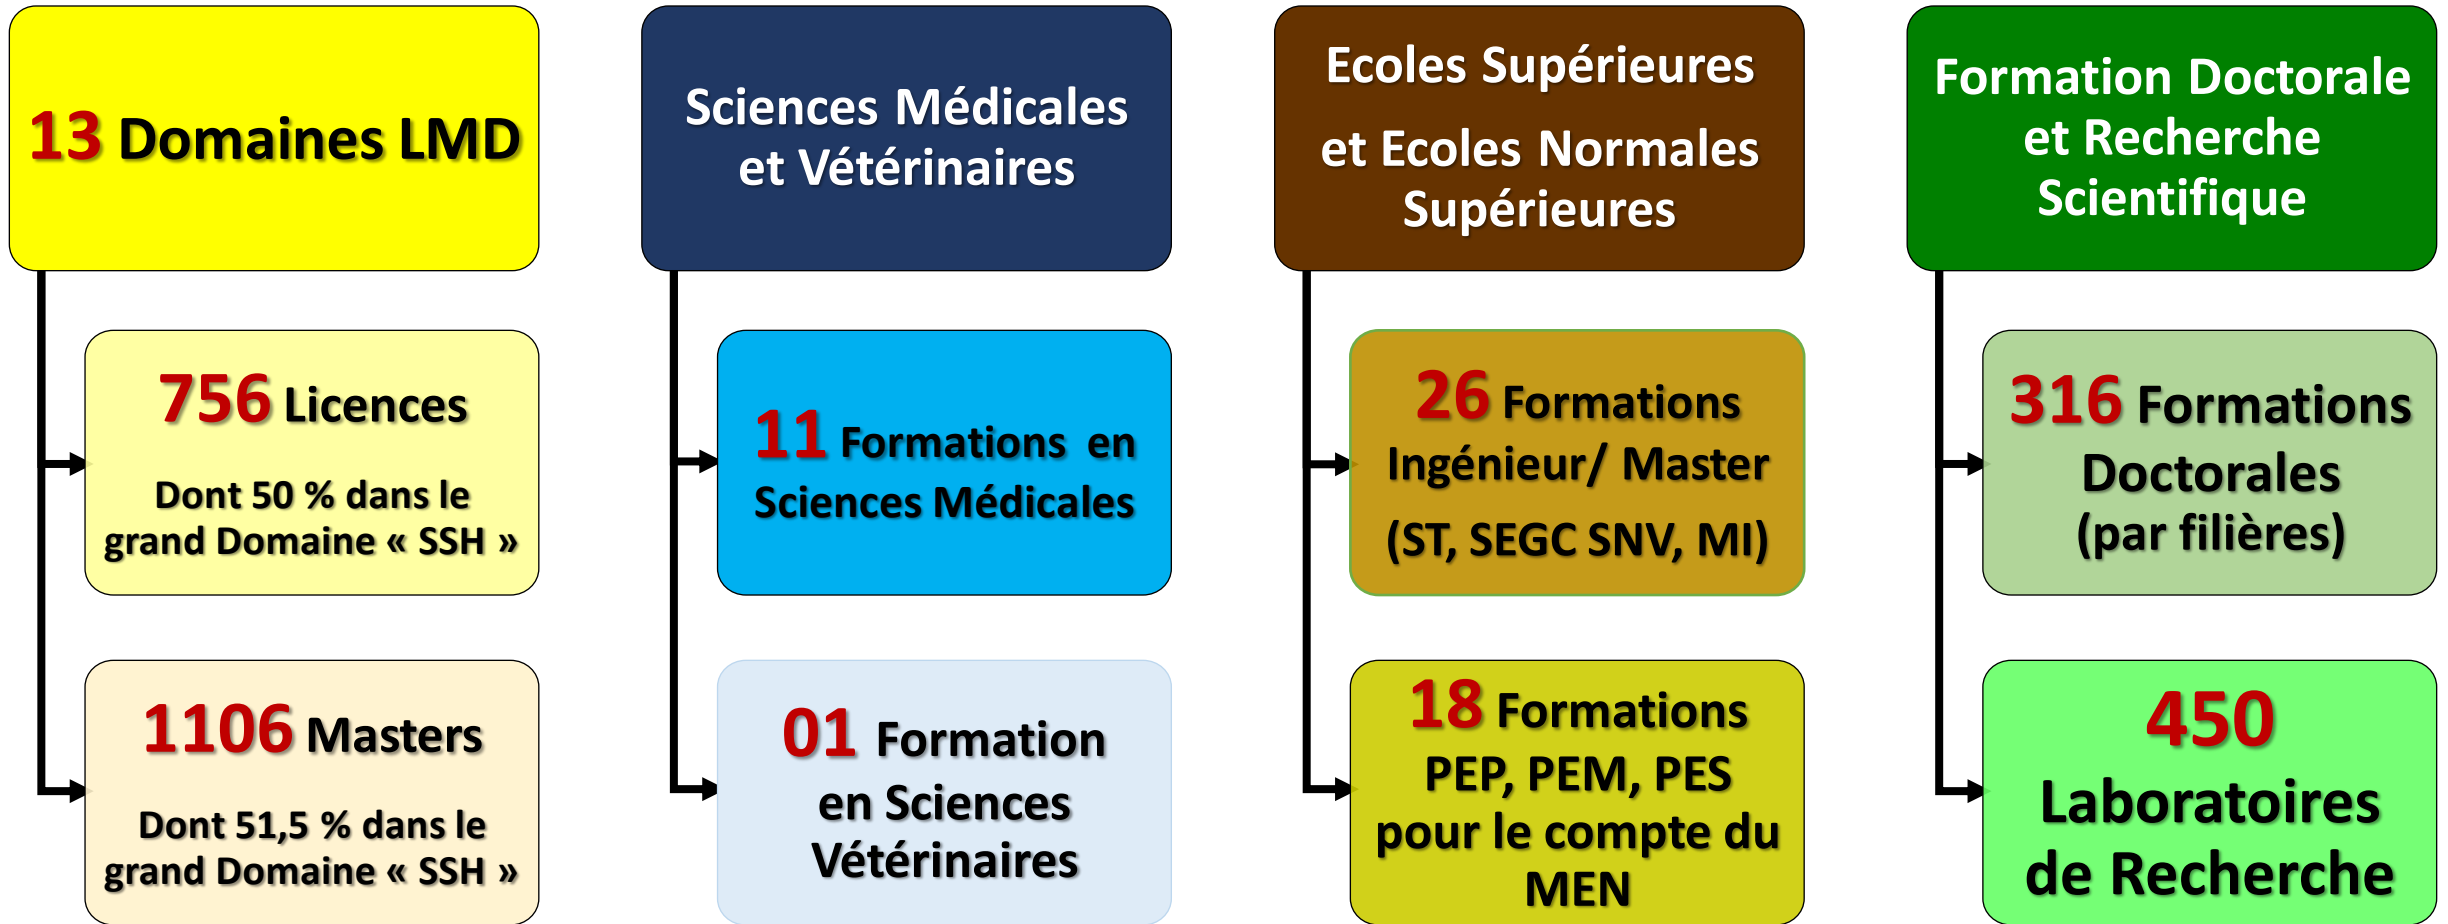 13 Domaines LMD
756 Licences
Dont 50 % dans le
grand Domaine « SSH »
1106 Masters
Dont 51,5 % dans le
grand Domaine « SSH »
Sciences Médicales
et Vétérinaires
11 Formations en
Sciences Médicales
01 Formation
en Sciences
Vétérinaires
Ecoles Supérieures
et Ecoles Normales
Supérieures
26 Formations
Ingénieur/ Master
(ST, SEGC SNV, MI)
18 Formations
PEP, PEM, PES
pour le compte du
MEN
Formation Doctorale
et Recherche
Scientifique
316 Formations
Doctorales
(par filières)
450
Laboratoires
de Recherche